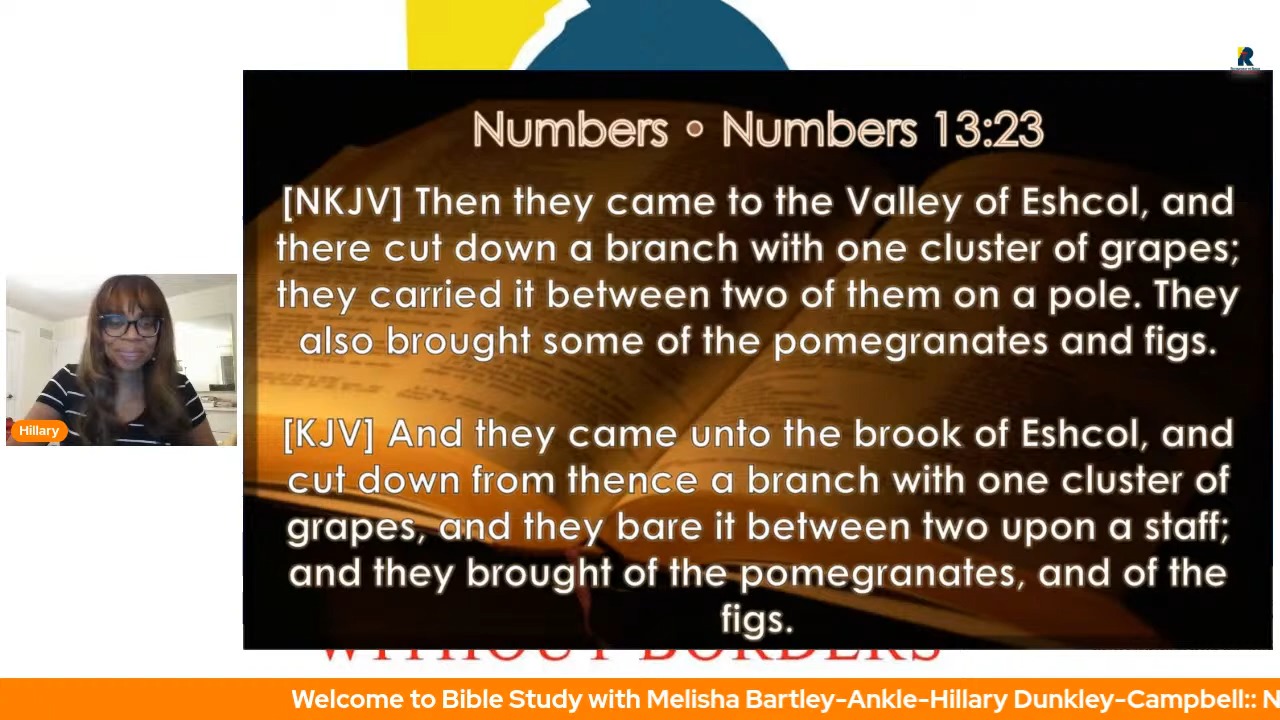 Numbers • Numbers 13:23
[NKJV] Then they came to the Valley of Eshcol, and
there cut down a branch with one cluster of grapes;
they carried it between two of them on a pole. They
also brought some of the pomegranates and figs.
[KJV] And they came unto the brook of Eshcol, and
cut down from thence a branch with one cluster of
grapes, and they bare it between two upon a staff;
and they brought of the pomegranates, and of the
figs.
Hillary
WITHOUT BORDERS
Welcome to Bible Study with Melisha Bartley-Ankle-Hillary Dunkley-Campbell:: N